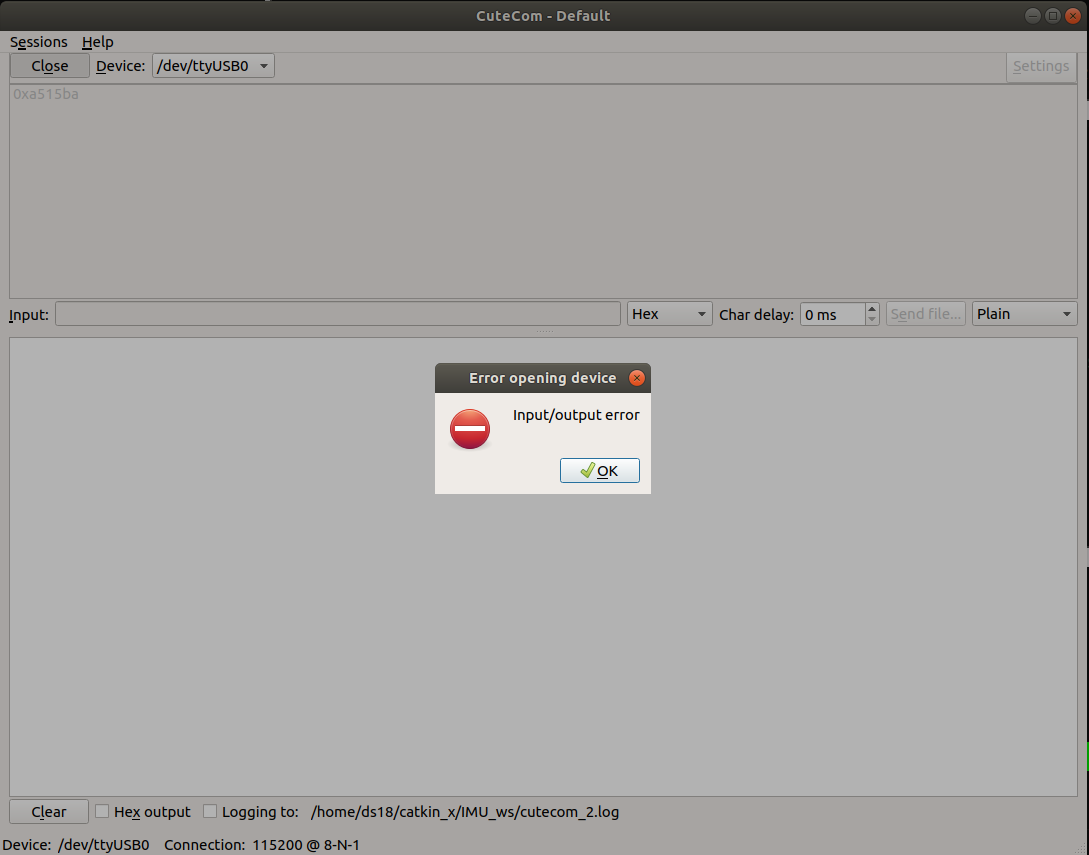 CuteCom - Default
Sessions Help
Close Device: /dev/ttyUSB0 Settings
0xa515ba
Input: Hex Char delay: 0 ms Send file... Plain
Error opening device
Input/output error
OK
Clear Hex output Logging to: /home/ds18/catkin_x/IMU_ws/cutecom_2.log
Device: /dev/ttyUSB0 Connection: 115200 @ 8-N-1